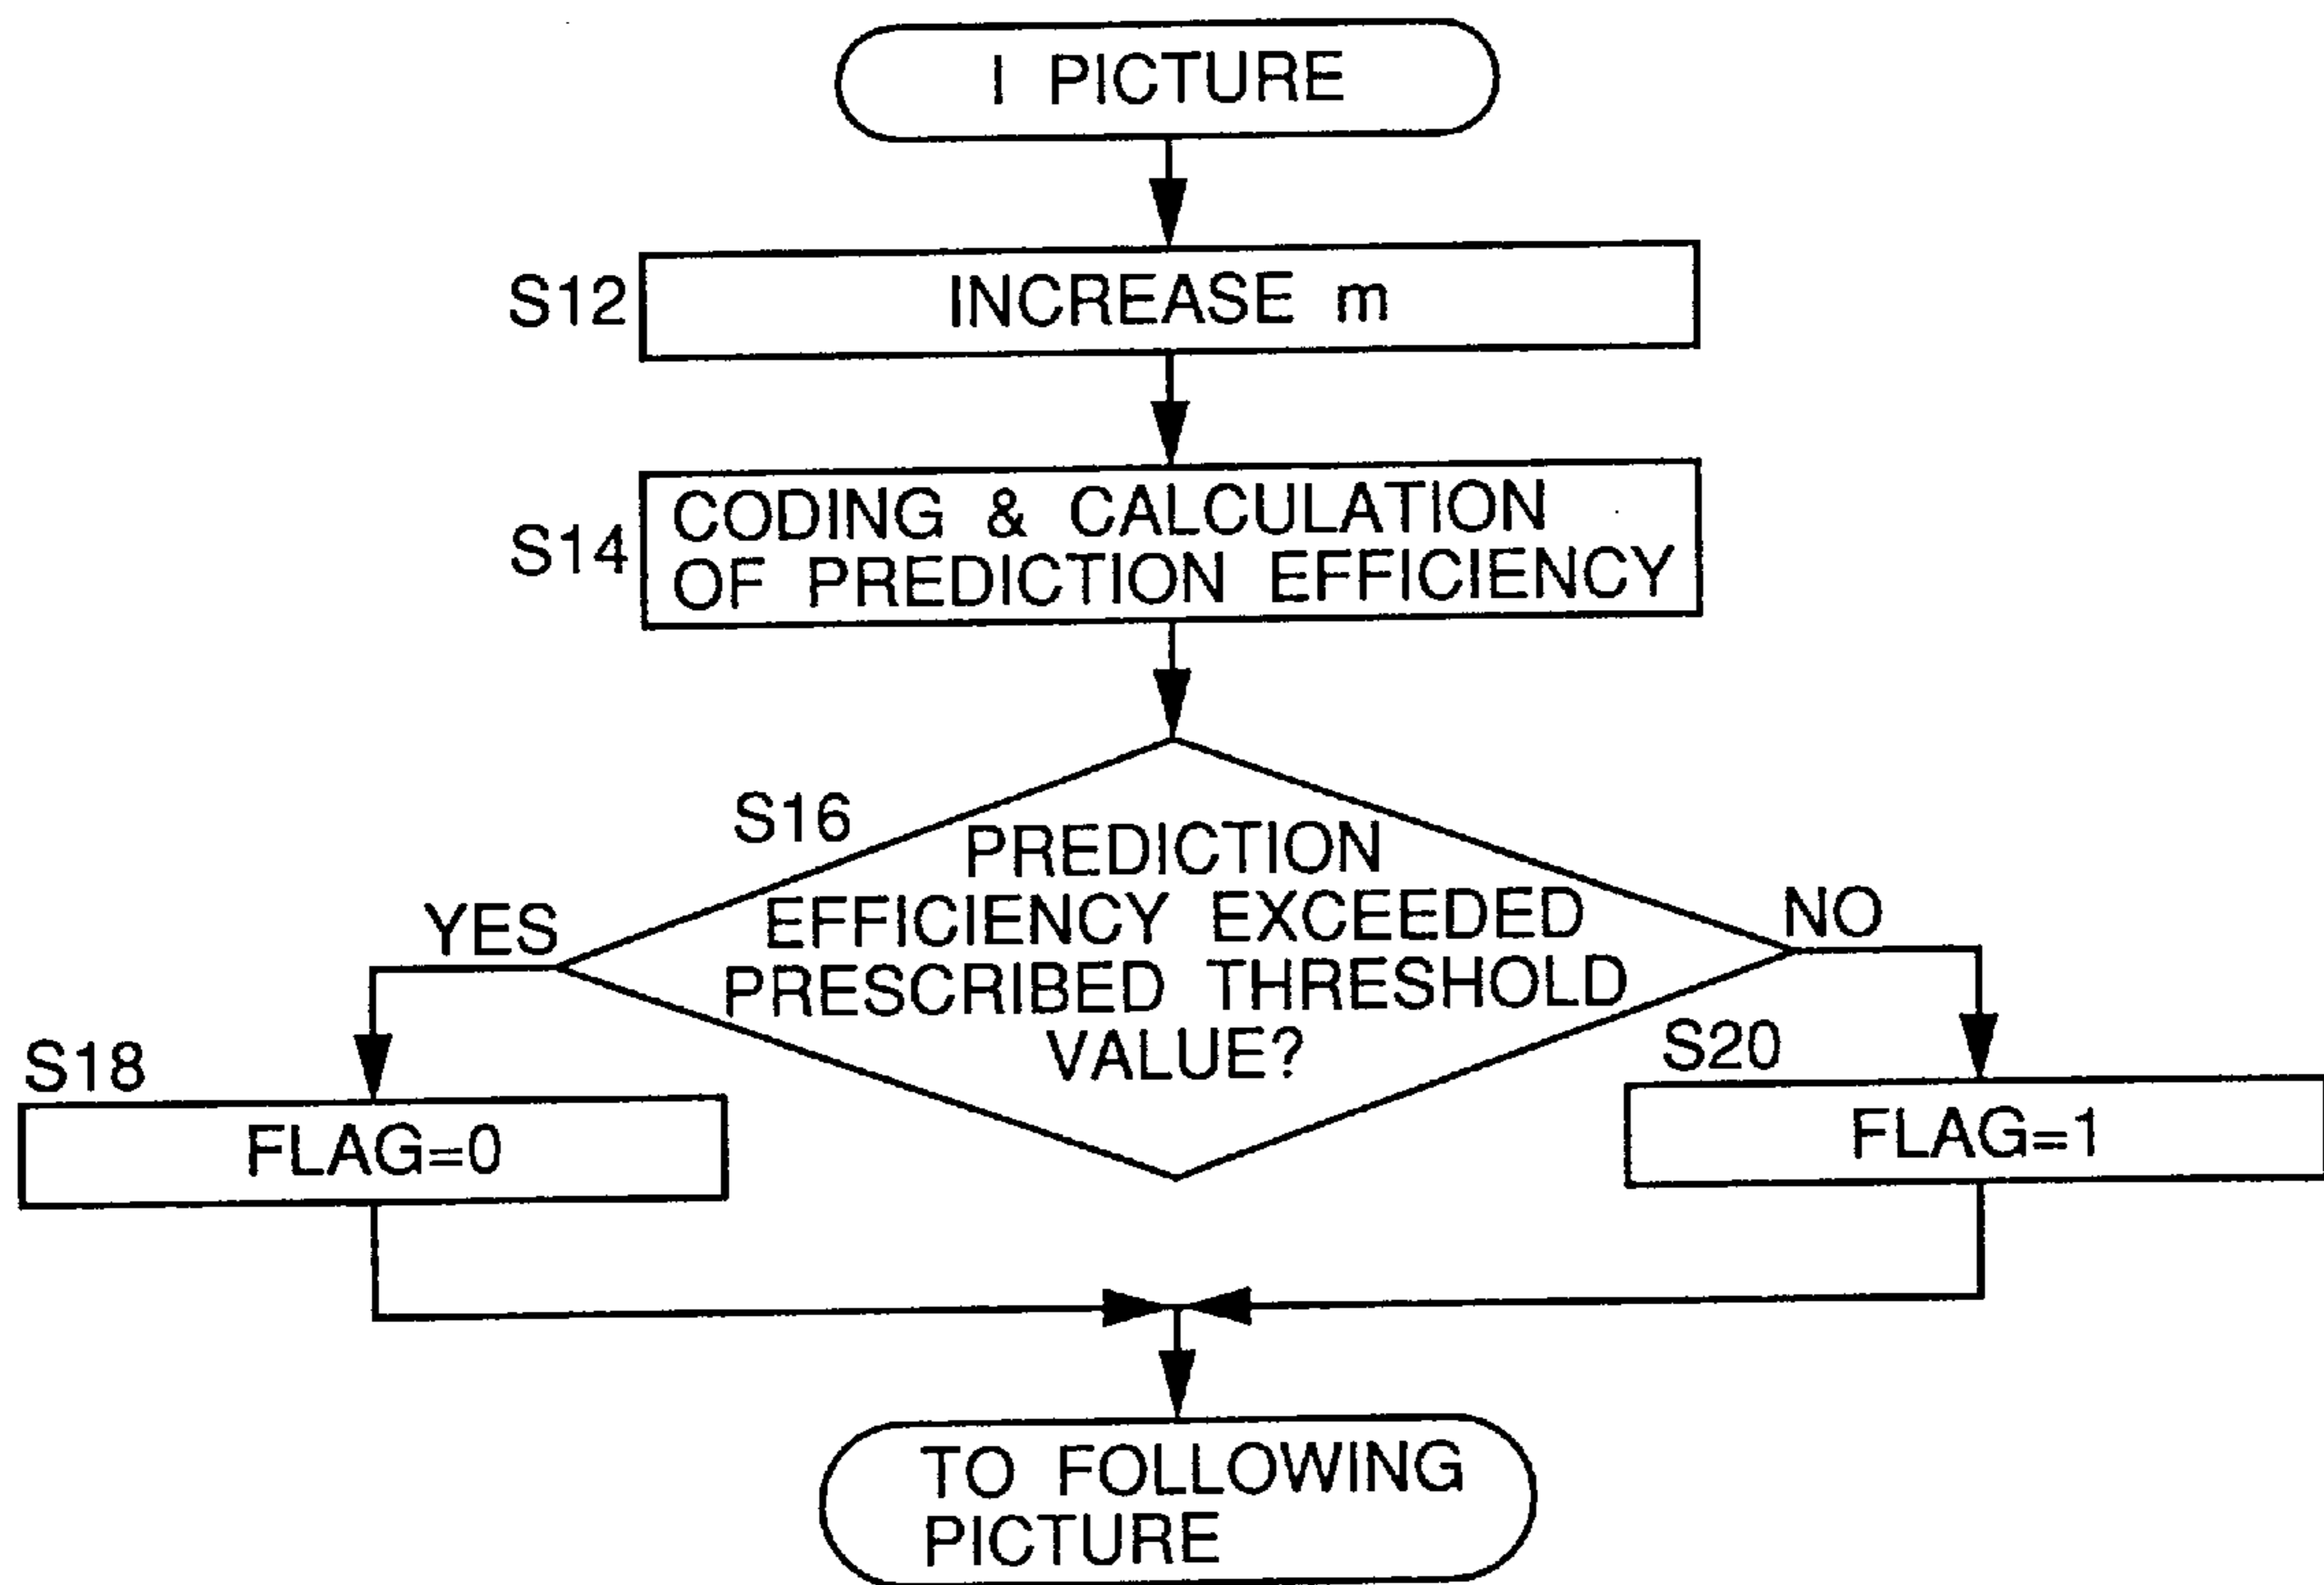 I PICTURE
S12
INCREASE m
S14
CODING & CALCULATION
OF PREDICTION EFFICIENCY
S16
PREDICTION
EFFICIENCY EXCEEDED
PRESCRIBED THRESHOLD
VALUE?
YES
NO
S18
FLAG=0
S20
FLAG=1
TO FOLLOWING
PICTURE